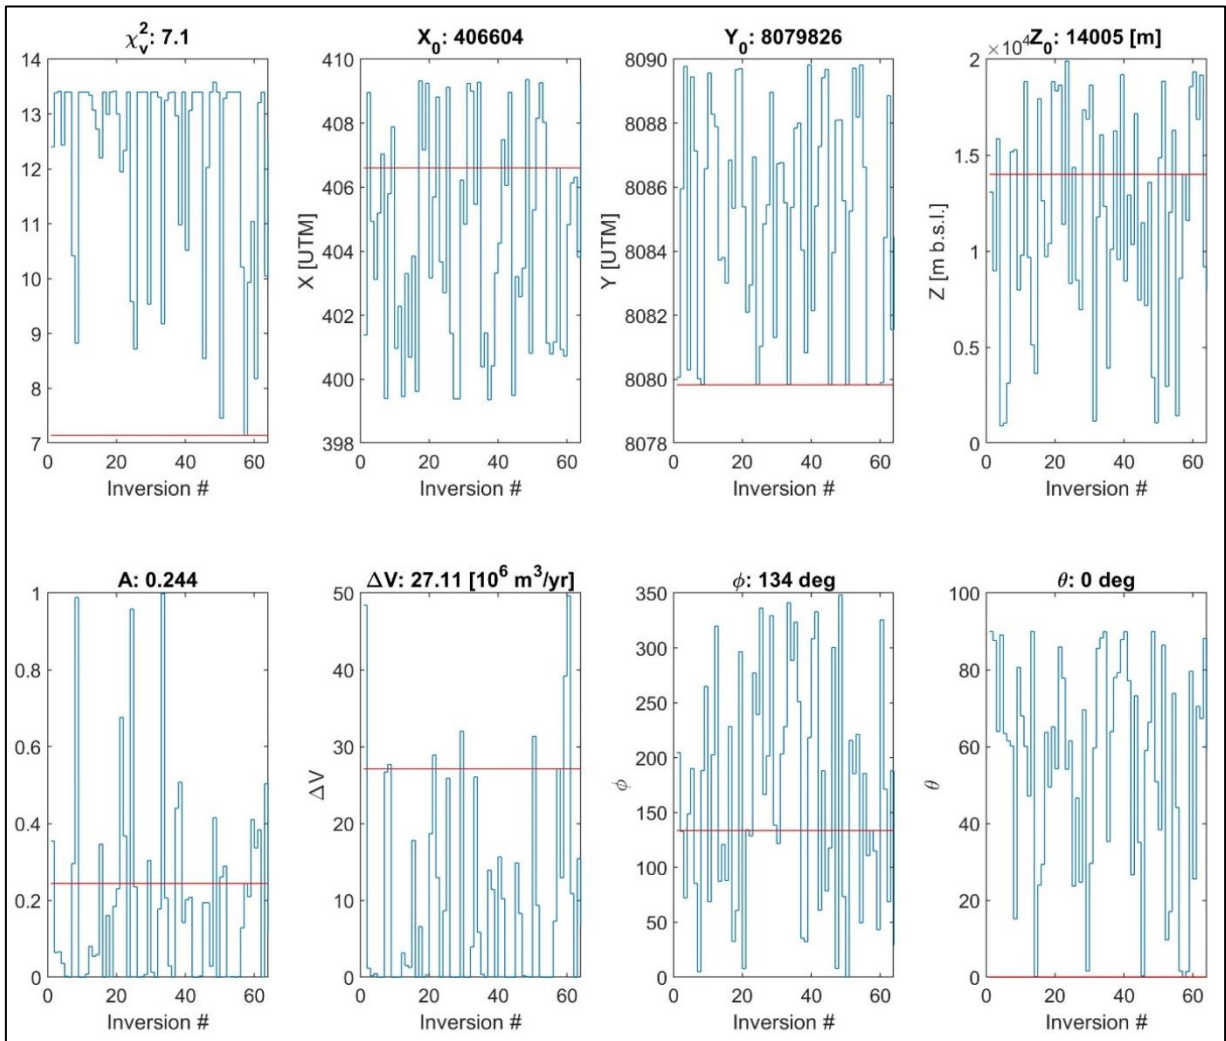 χ²ᵥ: 7.1
X₀: 406604
Y₀: 8079826
Z₀: 14005 [m]
×10⁴
14
13
12
11
10
9
8
7
0 20 40 60
Inversion #
X [UTM]
410
408
406
404
402
400
398
0 20 40 60
Inversion #
Y [UTM]
8090
8088
8086
8084
8082
8080
8078
0 20 40 60
Inversion #
Z [m b.s.l.]
2
1.5
1
0.5
0
0 20 40 60
Inversion #
A: 0.244
ΔV: 27.11 [10⁶ m³/yr]
ϕ: 134 deg
θ: 0 deg
1
0.8
0.6
0.4
0.2
0
0 20 40 60
Inversion #
ΔV
50
40
30
20
10
0
0 20 40 60
Inversion #
ϕ
350
300
250
200
150
100
50
0
0 20 40 60
Inversion #
θ
100
80
60
40
20
0
0 20 40 60
Inversion #